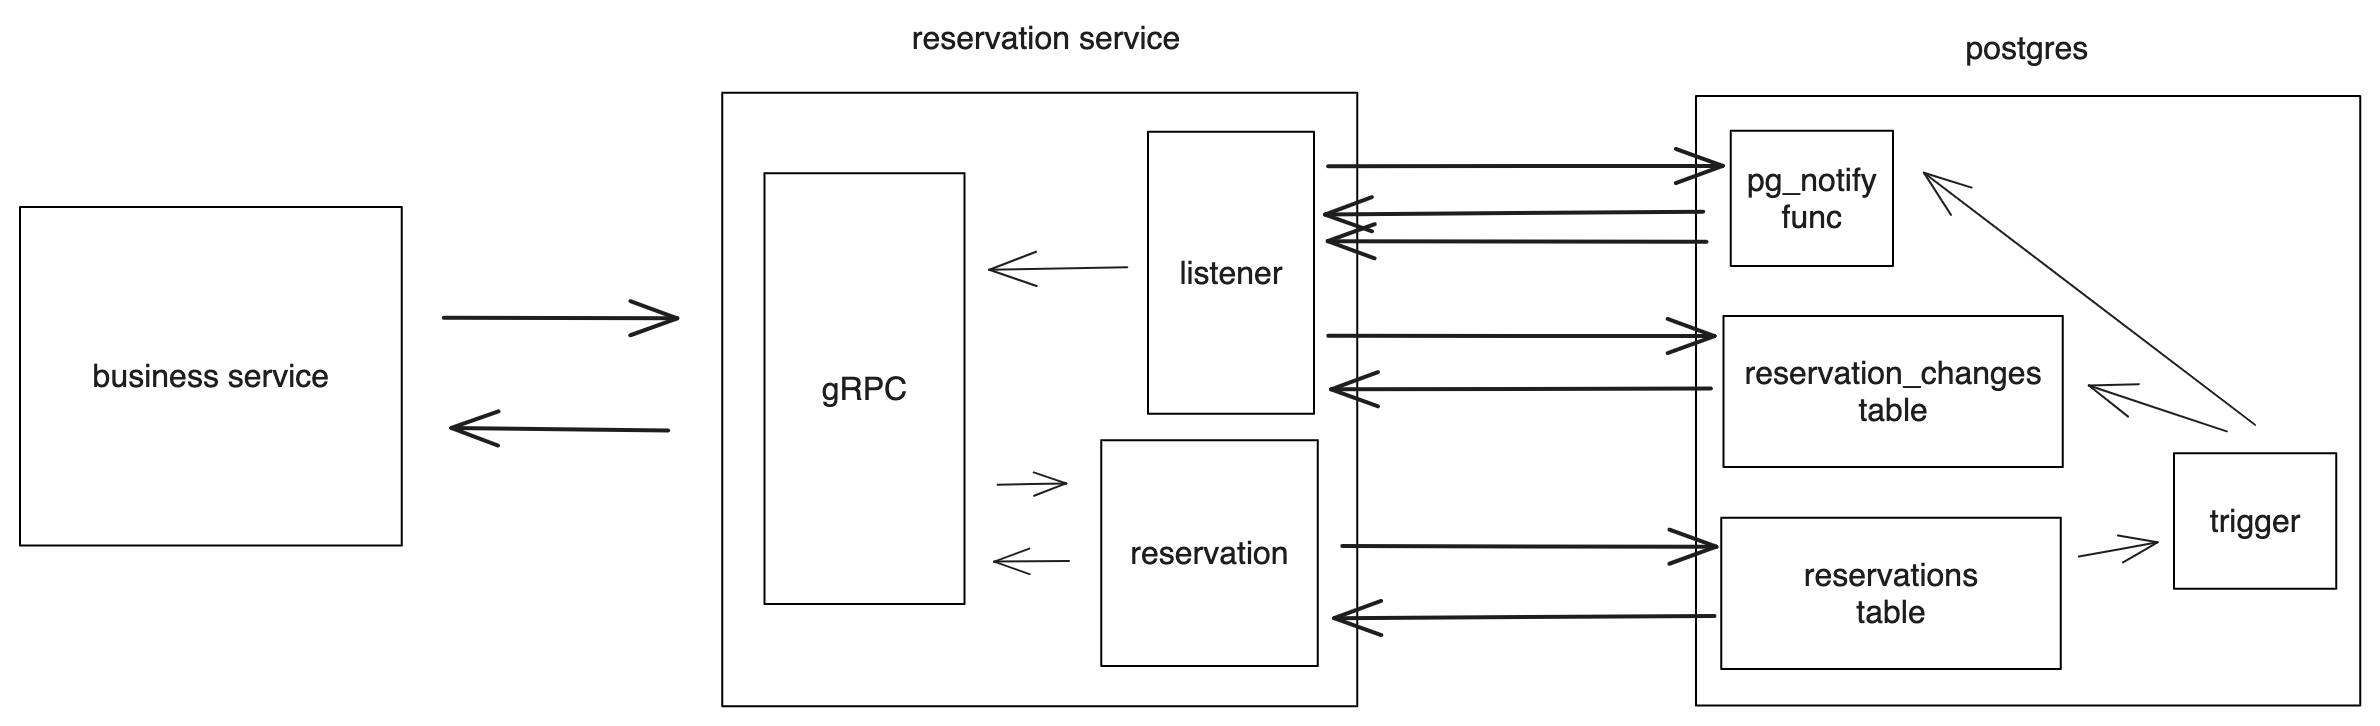 reservation service
postgres
business service
gRPC
listener
reservation
pg_notify
func
reservation_changes
table
reservations
table
trigger